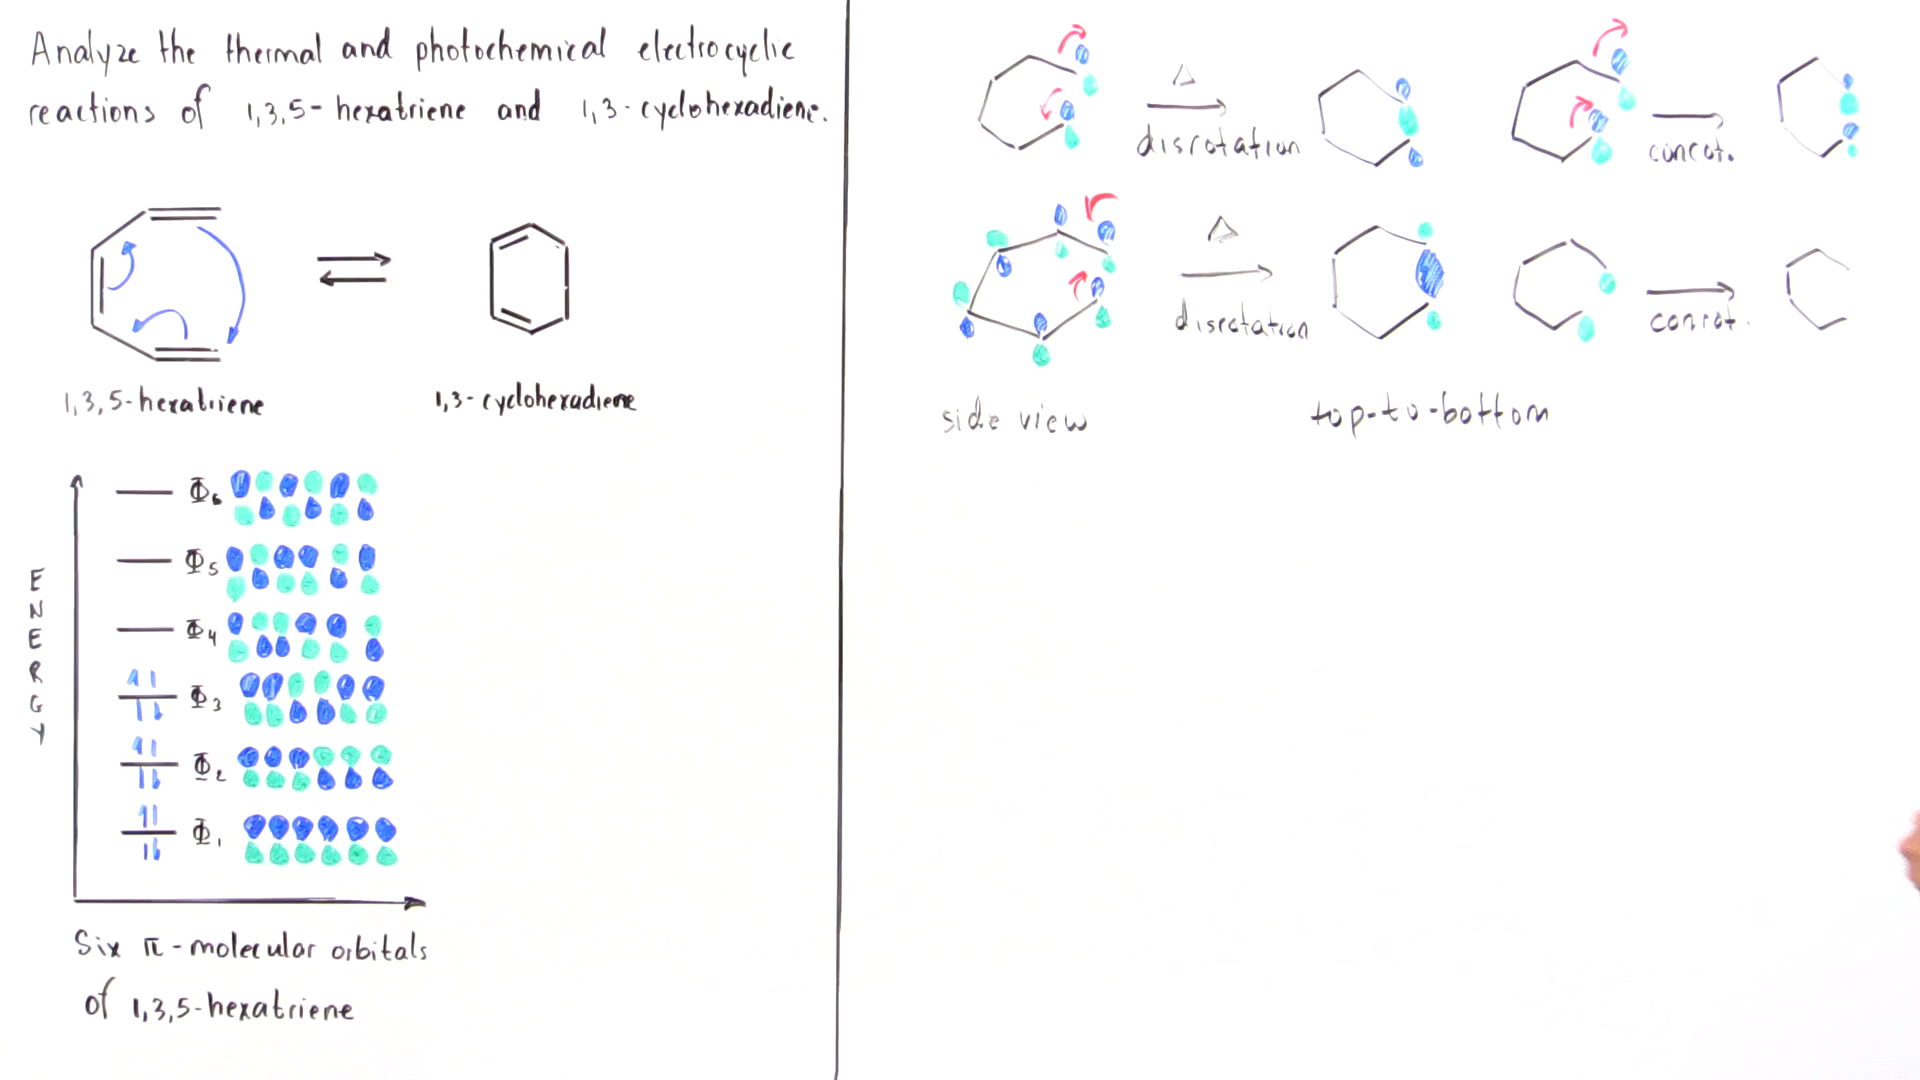 Analyze the thermal and photochemical electrocyclic
reactions of 1,3,5-hexatriene and 1,3-cyclohexadiene.
1,3,5-hexatriene
1,3-cyclohexadiene
ENERGY
Φ6
Φ5
Φ4
Φ3
Φ2
Φ1
Six π-molecular orbitals
of 1,3,5-hexatriene
Δ
disrotation
conrot.
Δ
disrotation
conrot.
side view
top-to-bottom